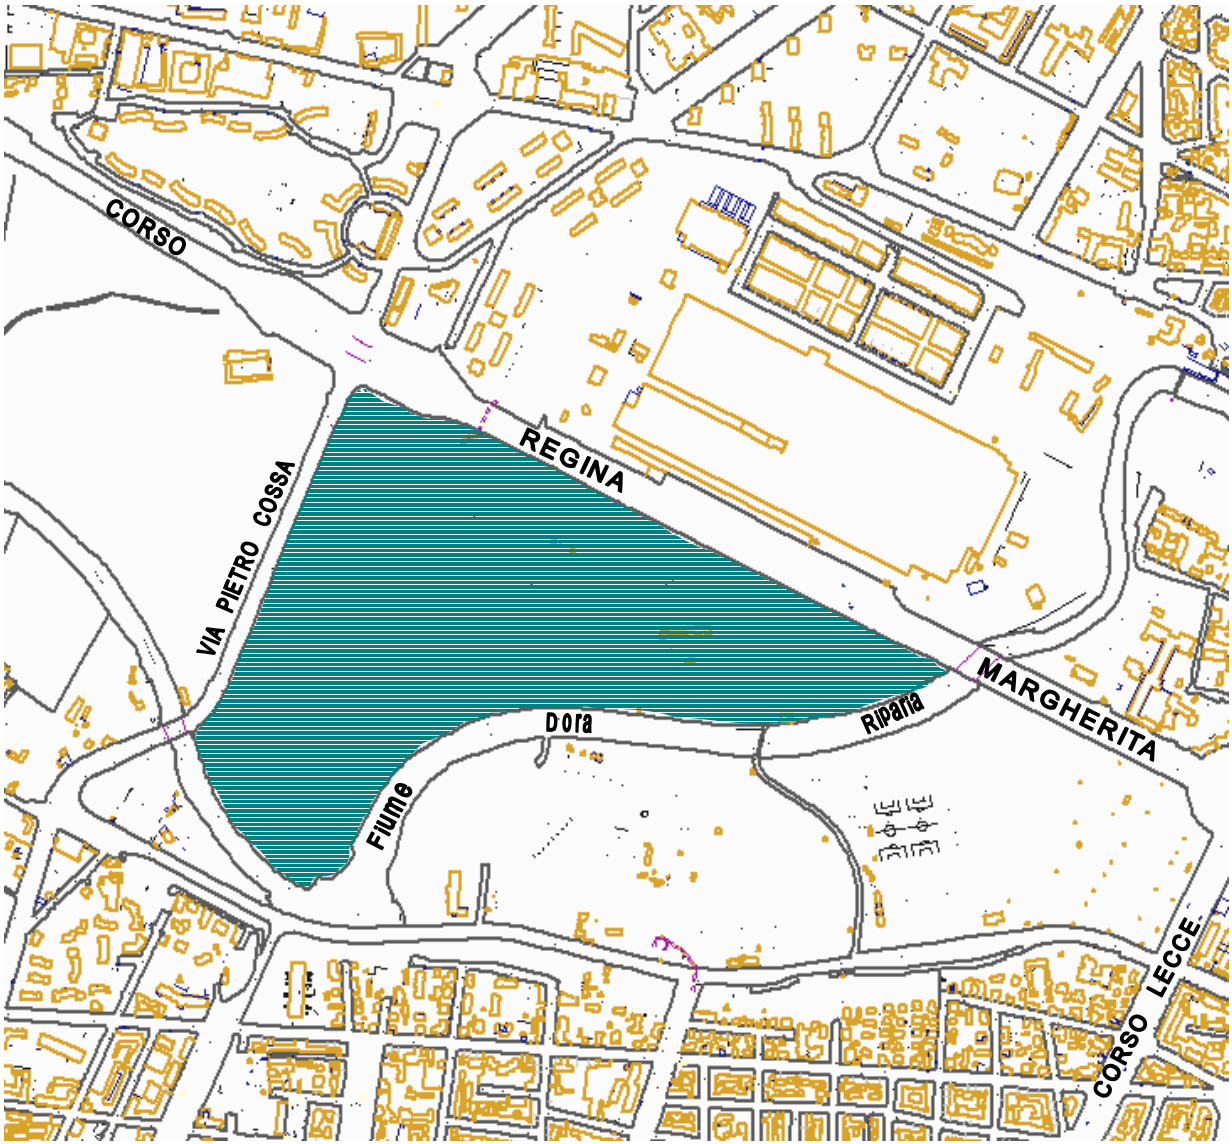 CORSO
REGINA
MARGHERITA
VIA PIETRO COSSA
Fiume
Dora
Riparia
CORSO LECCE